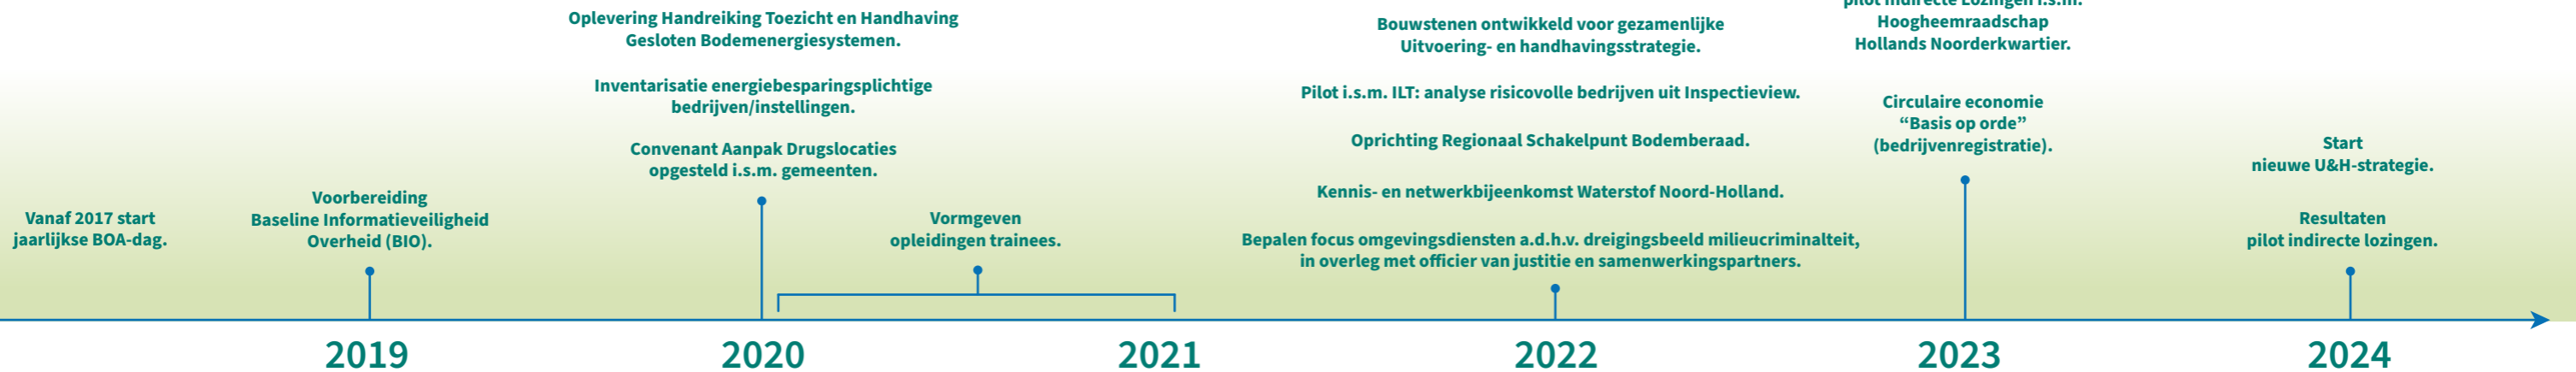 Vanaf 2017 start
jaarlijkse BOA-dag.
Voorbereiding
Baseline Informatieveiligheid
Overheid (BIO).
Oplevering Handreiking Toezicht en Handhaving
Gesloten Bodemenergiesystemen.
Inventarisatie energiebesparingsplichtige
bedrijven/instellingen.
Convenant Aanpak Drugslocaties
opgesteld i.s.m. gemeenten.
Vormgeven
opleidingen trainees.
Bouwstenen ontwikkeld voor gezamenlijke
Uitvoering- en handhavingsstrategie.
Pilot i.s.m. ILT: analyse risicovolle bedrijven uit Inspectieview.
Oprichting Regionaal Schakelpunt Bodemberaad.
Kennis- en netwerkbijeenkomst Waterstof Noord-Holland.
Bepalen focus omgevingsdiensten a.d.h.v. dreigingsbeeld milieucriminalteit,
in overleg met officier van justitie en samenwerkingspartners.
pilot indirecte Lozingen i.s.m.
Hoogheemraadschap
Hollands Noorderkwartier.
Circulaire economie
“Basis op orde”
(bedrijvenregistratie).
Start
nieuwe U&H-strategie.
Resultaten
pilot indirecte lozingen.
2019
2020
2021
2022
2023
2024